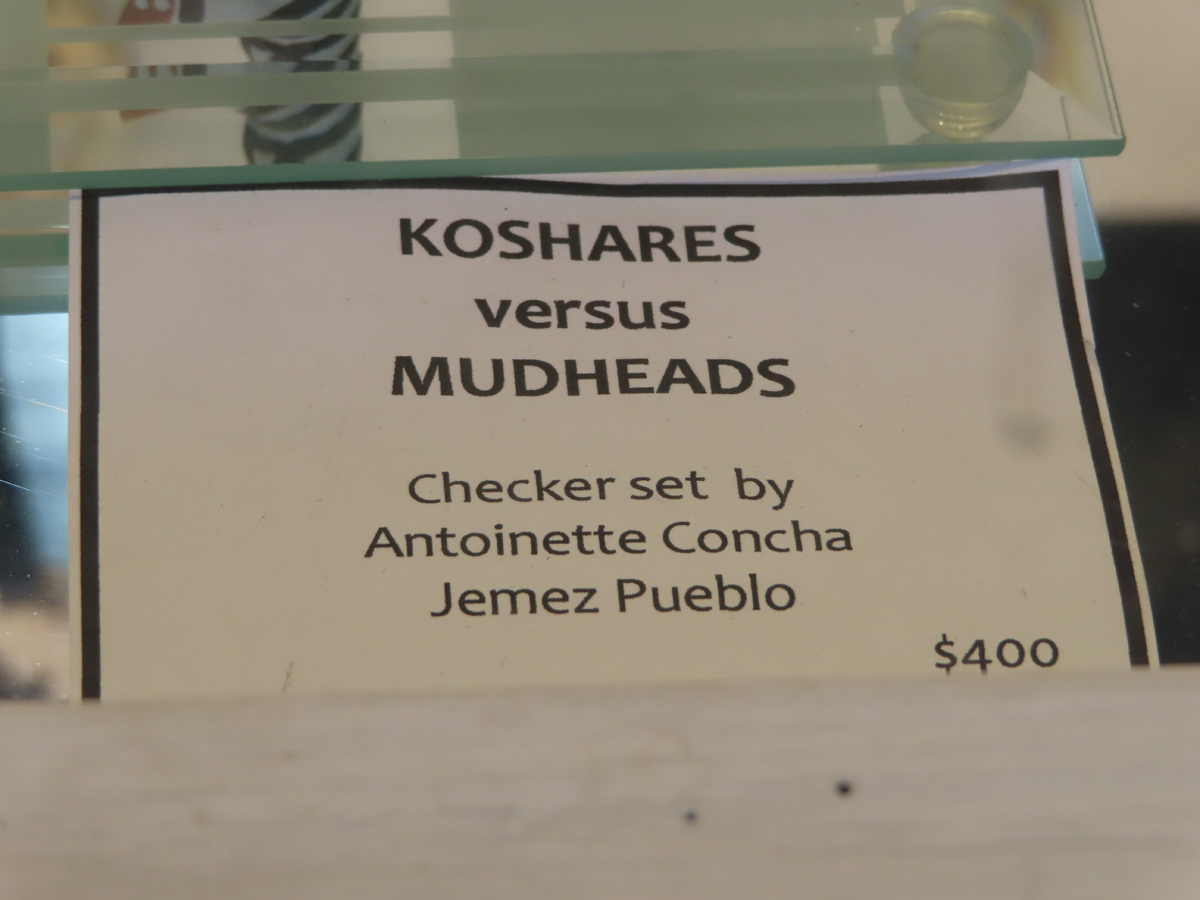 KOSHARES
versus
MUDHEADS
Checker set by
Antoinette Concha
Jemez Pueblo
$400